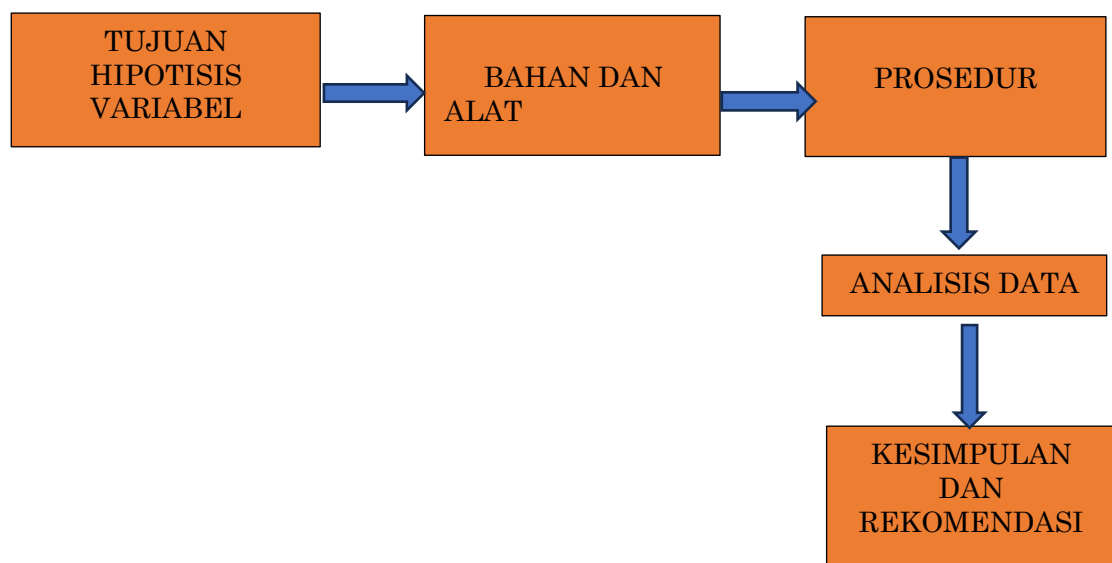 TUJUAN
HIPOTISIS
VARIABEL
BAHAN DAN
ALAT
PROSEDUR
ANALISIS DATA
KESIMPULAN
DAN
REKOMENDASI